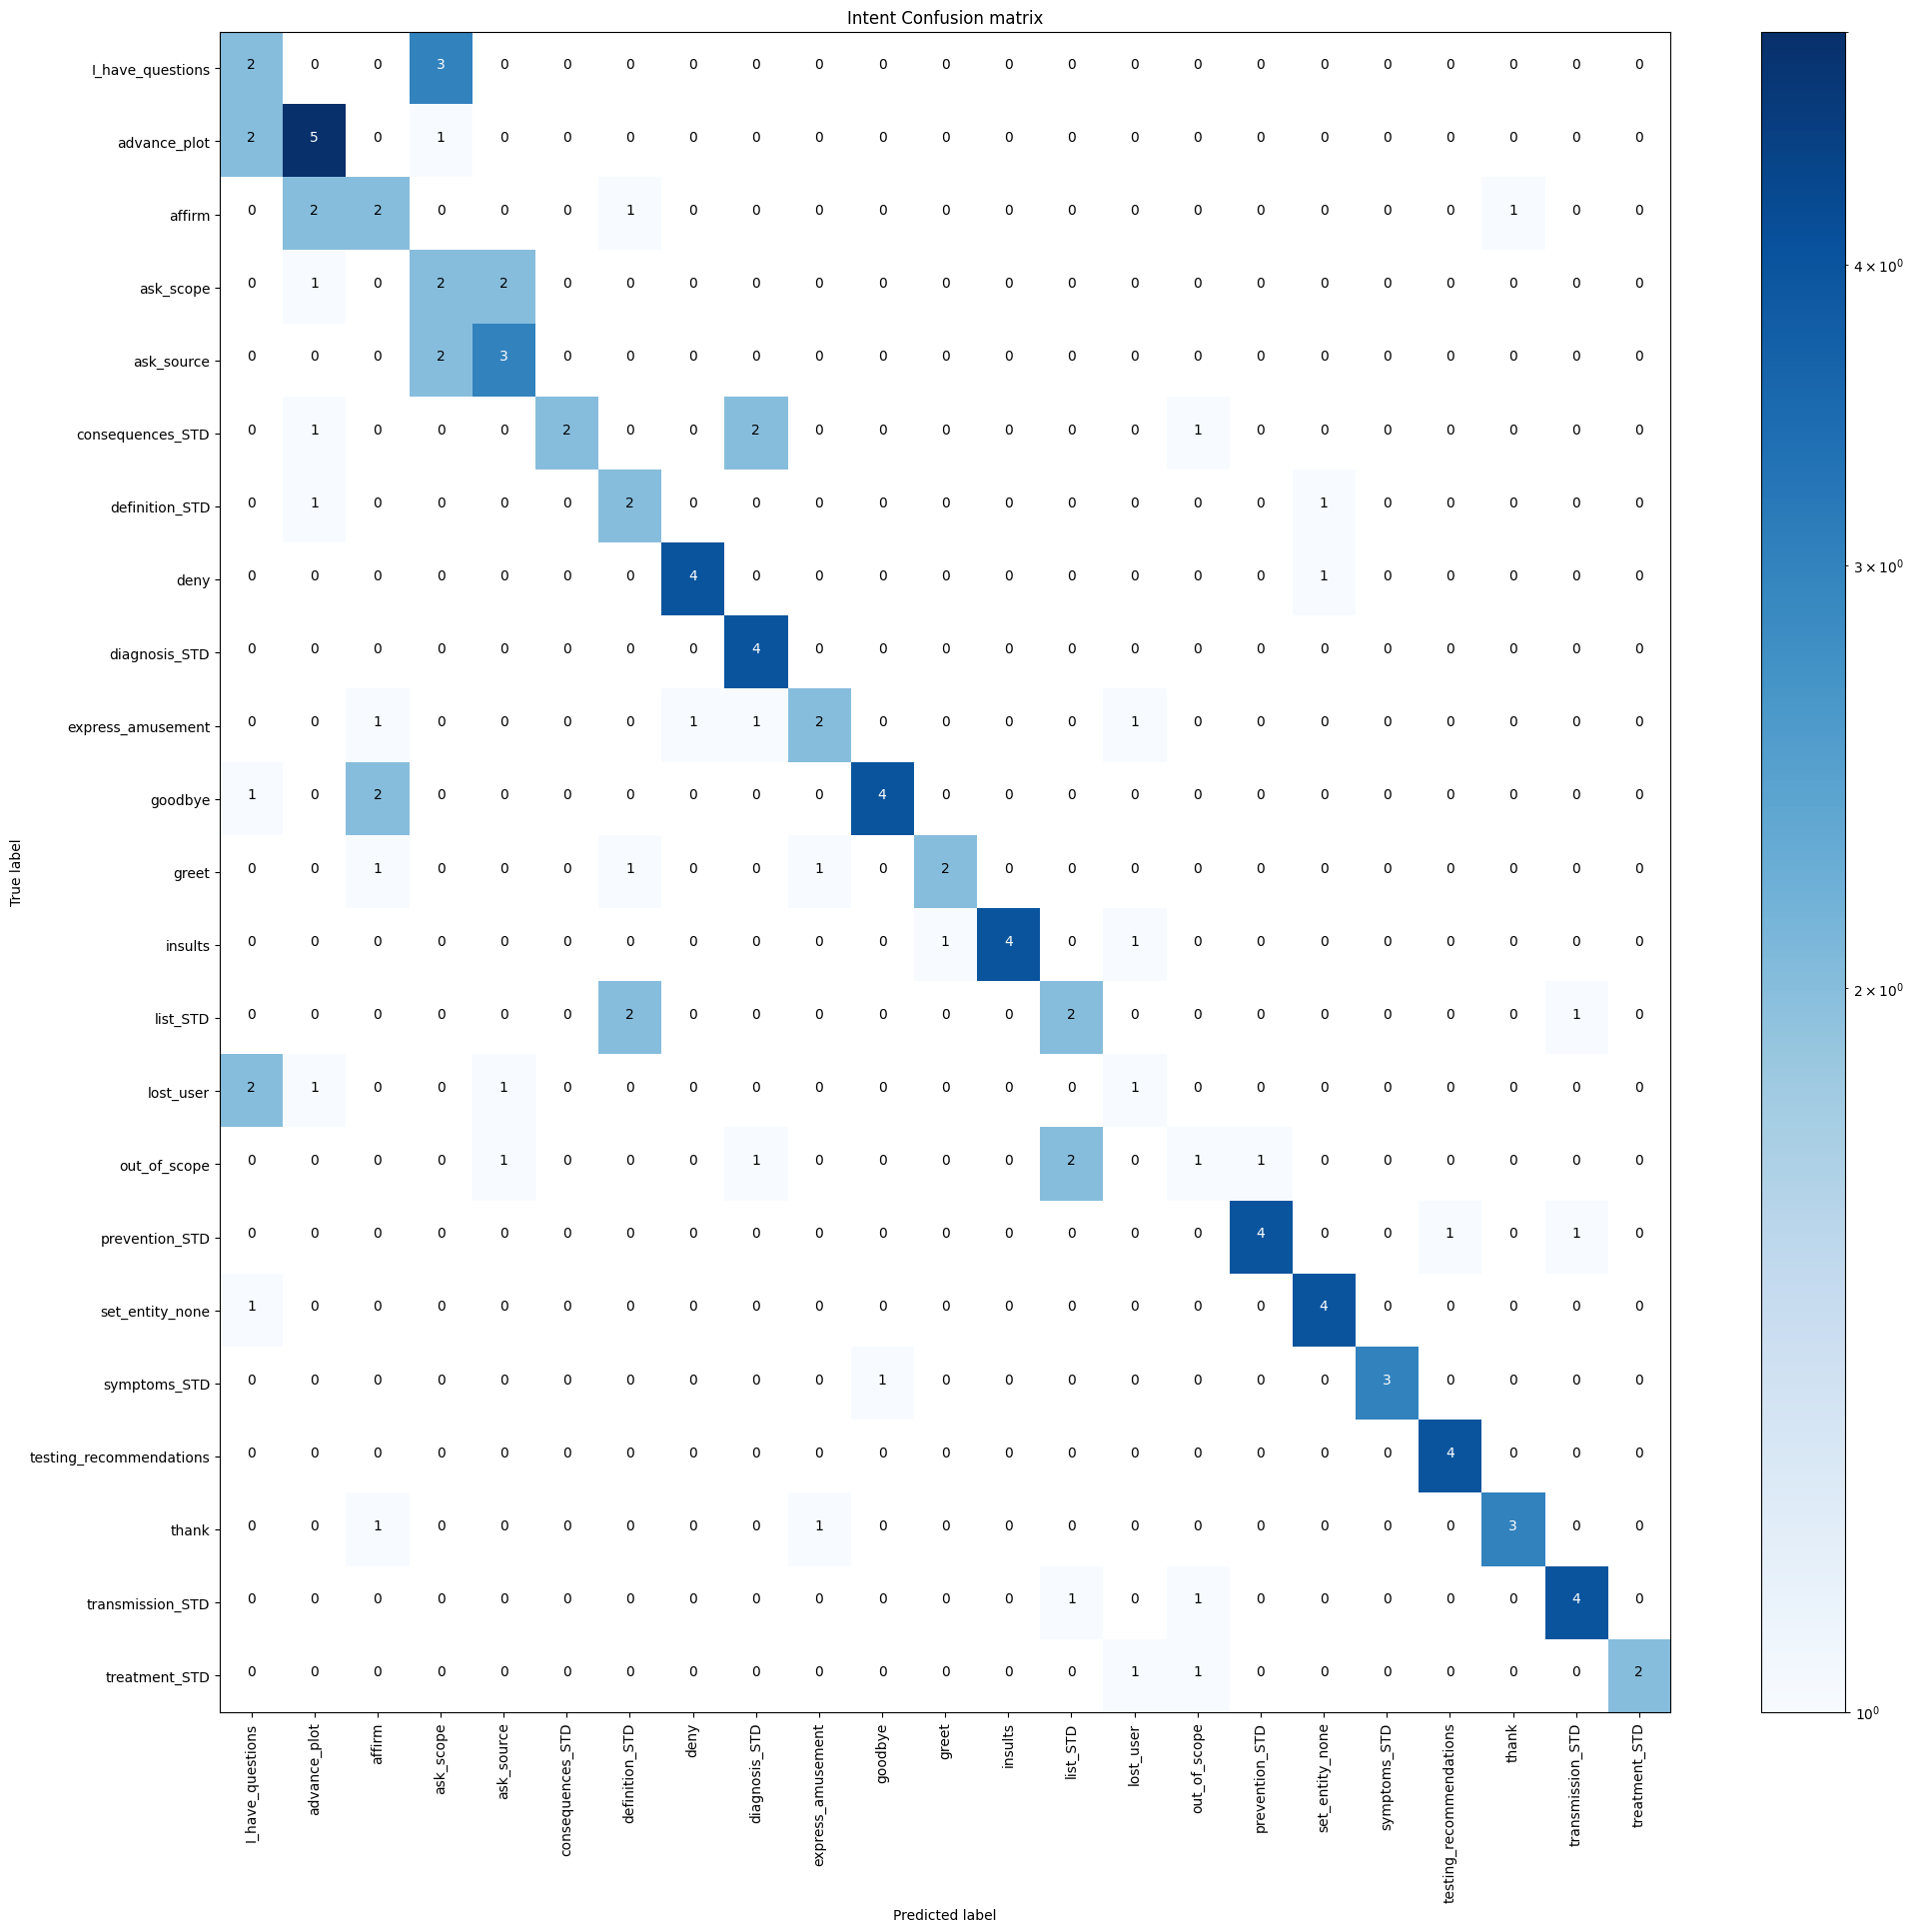 Intent Confusion matrix
I_have_questions 2 0 0 3 0 0 0 0 0 0 0 0 0 0 0 0 0 0 0 0 0 0 0
advance_plot 2 5 0 1 0 0 0 0 0 0 0 0 0 0 0 0 0 0 0 0 0 0 0
affirm 0 2 2 0 0 0 1 0 0 0 0 0 0 0 0 0 0 0 0 0 1 0 0
ask_scope 0 1 0 2 2 0 0 0 0 0 0 0 0 0 0 0 0 0 0 0 0 0 0
ask_source 0 0 0 2 3 0 0 0 0 0 0 0 0 0 0 0 0 0 0 0 0 0 0
consequences_STD 0 1 0 0 0 2 0 0 2 0 0 0 0 0 0 1 0 0 0 0 0 0 0
definition_STD 0 1 0 0 0 0 2 0 0 0 0 0 0 0 0 0 0 1 0 0 0 0 0
deny 0 0 0 0 0 0 0 4 0 0 0 0 0 0 0 0 0 1 0 0 0 0 0
diagnosis_STD 0 0 0 0 0 0 0 0 4 0 0 0 0 0 0 0 0 0 0 0 0 0 0
express_amusement 0 0 1 0 0 0 0 1 1 2 0 0 0 0 1 0 0 0 0 0 0 0 0
goodbye 1 0 2 0 0 0 0 0 0 0 4 0 0 0 0 0 0 0 0 0 0 0 0
greet 0 0 1 0 0 0 1 0 0 1 0 2 0 0 0 0 0 0 0 0 0 0 0
insults 0 0 0 0 0 0 0 0 0 0 0 1 4 0 1 0 0 0 0 0 0 0 0
list_STD 0 0 0 0 0 0 2 0 0 0 0 0 0 2 0 0 0 0 0 0 0 1 0
lost_user 2 1 0 0 1 0 0 0 0 0 0 0 0 0 1 0 0 0 0 0 0 0 0
out_of_scope 0 0 0 0 1 0 0 0 1 0 0 0 0 2 0 1 1 0 0 0 0 0 0
prevention_STD 0 0 0 0 0 0 0 0 0 0 0 0 0 0 0 0 4 0 0 1 0 1 0
set_entity_none 1 0 0 0 0 0 0 0 0 0 0 0 0 0 0 0 0 4 0 0 0 0 0
symptoms_STD 0 0 0 0 0 0 0 0 0 0 1 0 0 0 0 0 0 0 3 0 0 0 0
testing_recommendations 0 0 0 0 0 0 0 0 0 0 0 0 0 0 0 0 0 0 0 4 0 0 0
thank 0 0 1 0 0 0 0 0 0 1 0 0 0 0 0 0 0 0 0 0 3 0 0
transmission_STD 0 0 0 0 0 0 0 0 0 0 0 0 0 1 0 1 0 0 0 0 0 4 0
treatment_STD 0 0 0 0 0 0 0 0 0 0 0 0 0 0 1 1 0 0 0 0 0 0 2
True label
I_have_questions
advance_plot
affirm
ask_scope
ask_source
consequences_STD
definition_STD
deny
diagnosis_STD
express_amusement
goodbye
greet
insults
list_STD
lost_user
out_of_scope
prevention_STD
set_entity_none
symptoms_STD
testing_recommendations
thank
transmission_STD
treatment_STD
Predicted label
4 × 10⁰
3 × 10⁰
2 × 10⁰
10⁰